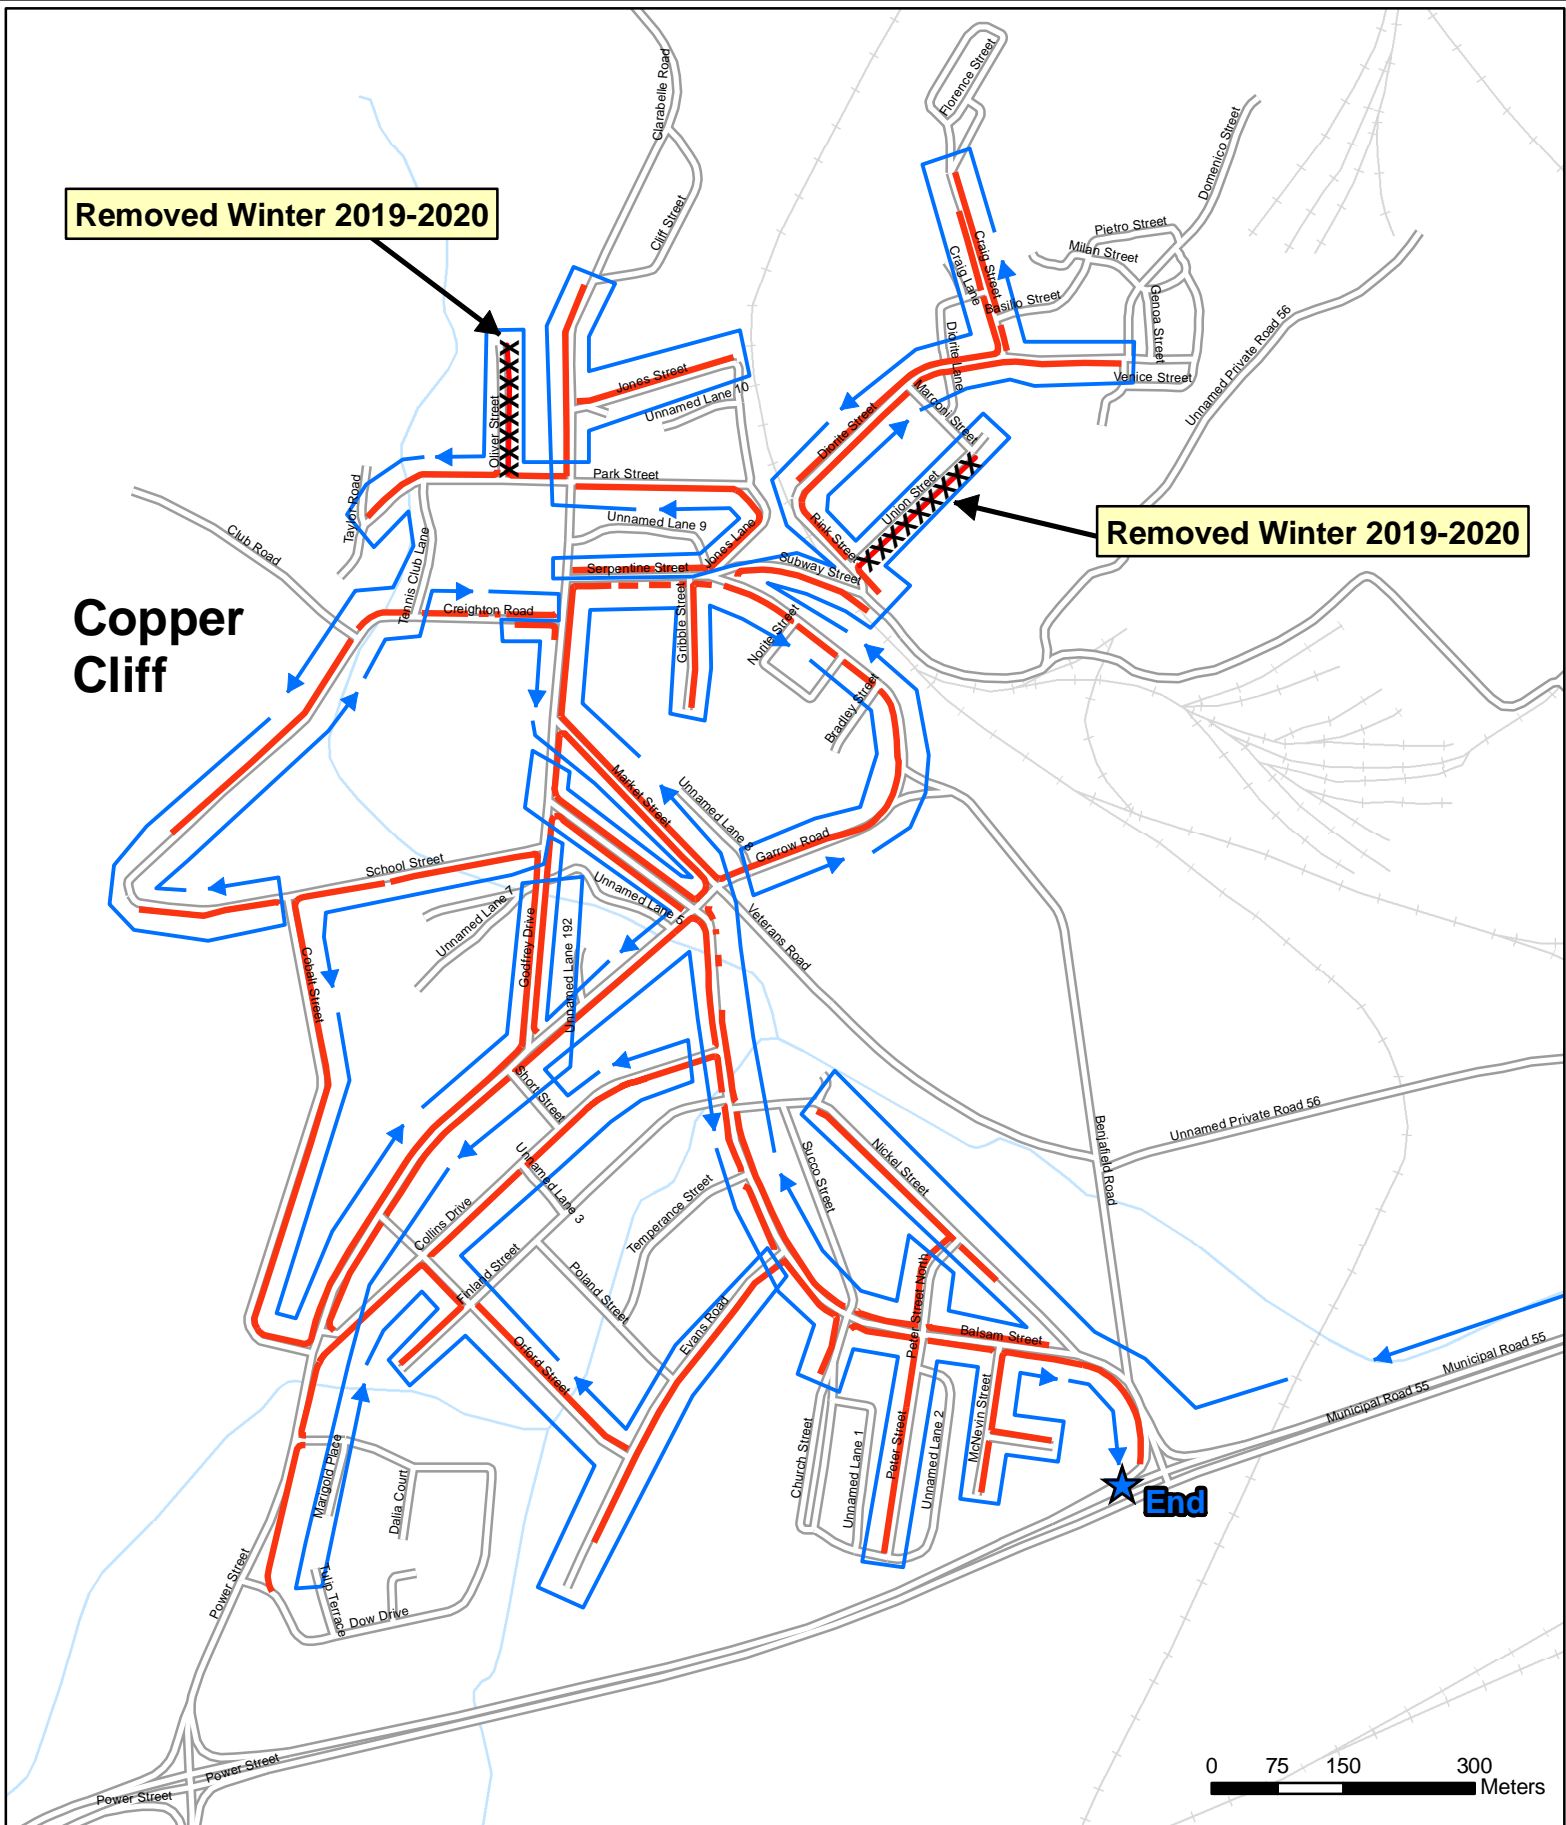 Florence Street
Clarabelle Road
Domenico Street
Removed Winter 2019-2020
Cliff Street
Pietro Street
Milan Street
Craig Street
Craig Lane
Basilio Street
Genoa Street
Unnamed Private Road 56
Diorite Lane
Venice Street
Jones Street
Unnamed Lane 10
Marconi Street
Diorite Street
Oliver Street
Park Street
Union Street
Taylor Road
Unnamed Lane 9
Jones Lane
Rink Street
Removed Winter 2019-2020
Club Road
Tennis Club Lane
Serpentine Street
Subway Street
Copper
Cliff
Creighton Road
Gribble Street
Norite Street
Bradley Street
Market Street
Unnamed Lane 8
Garrow Road
School Street
Unnamed Lane 7
Unnamed Lane 6
Godfrey Drive
Unnamed Lane 192
Veterans Road
Cobalt Street
Short Street
Unnamed Private Road 56
Benjafield Road
Nickel Street
Succo Street
Unnamed Lane 3
Temperance Street
Collins Drive
Finland Street
Poland Street
Evans Road
Orford Street
Peter Street North
Balsam Street
Municipal Road 55
Municipal Road 55
McNevin Street
Church Street
Unnamed Lane 1
Peter Street
Unnamed Lane 2
Marigold Place
Dalia Court
End
Tulip Terrace
Dow Drive
Power Street
Power Street
Power Street
0 75 150 300
Meters